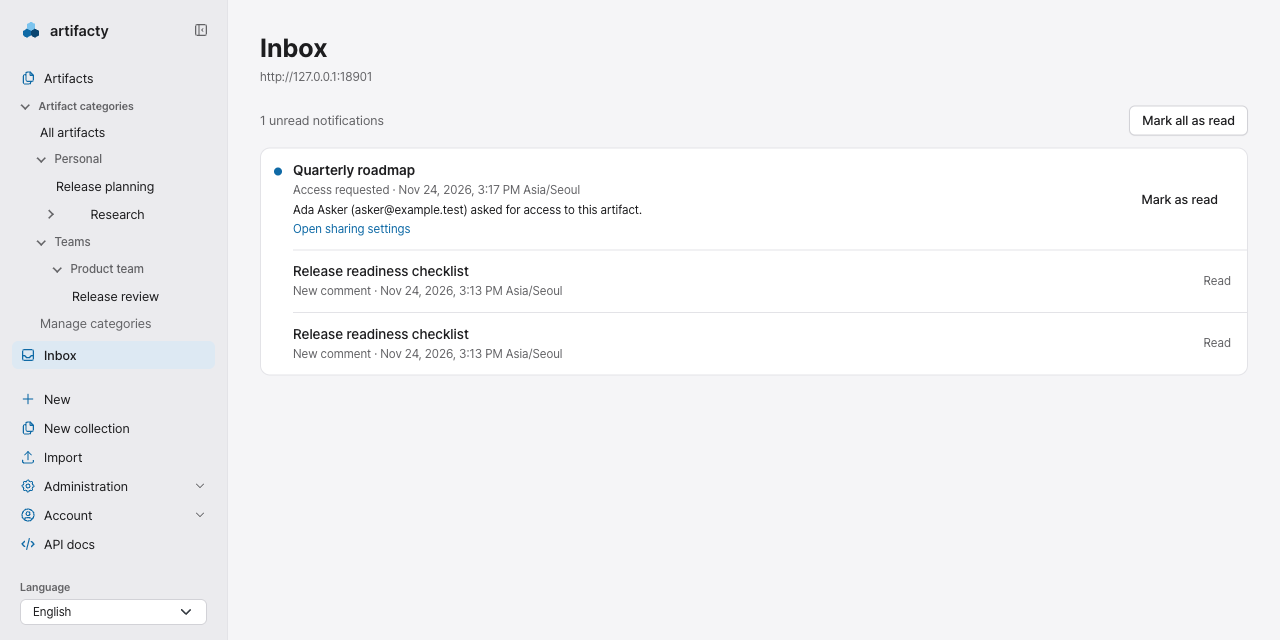 artifacty
Artifacts
Artifact categories
All artifacts
Personal
Release planning
Research
Teams
Product team
Release review
Manage categories
Inbox
New
New collection
Import
Administration
Account
API docs
Language
English
Inbox
http://127.0.0.1:18901
1 unread notifications
Mark all as read
Quarterly roadmap
Access requested · Nov 24, 2026, 3:17 PM Asia/Seoul
Ada Asker (asker@example.test) asked for access to this artifact.
Open sharing settings
Mark as read
Release readiness checklist
New comment · Nov 24, 2026, 3:13 PM Asia/Seoul
Read
Release readiness checklist
New comment · Nov 24, 2026, 3:13 PM Asia/Seoul
Read